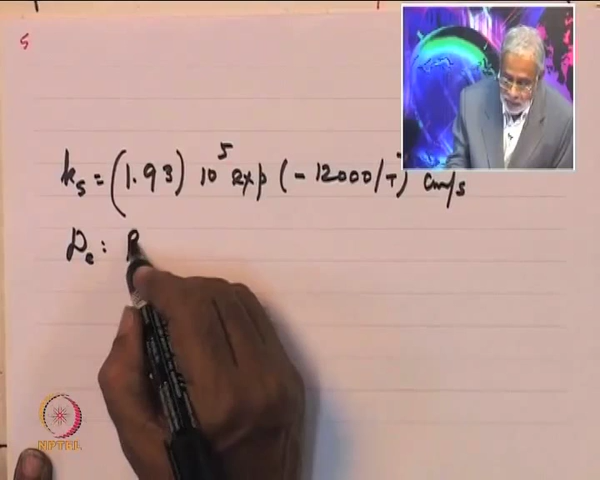 5
k_s = (1.93) 10^5 exp (-12000/T) cm/s
D_e :
NPTEL